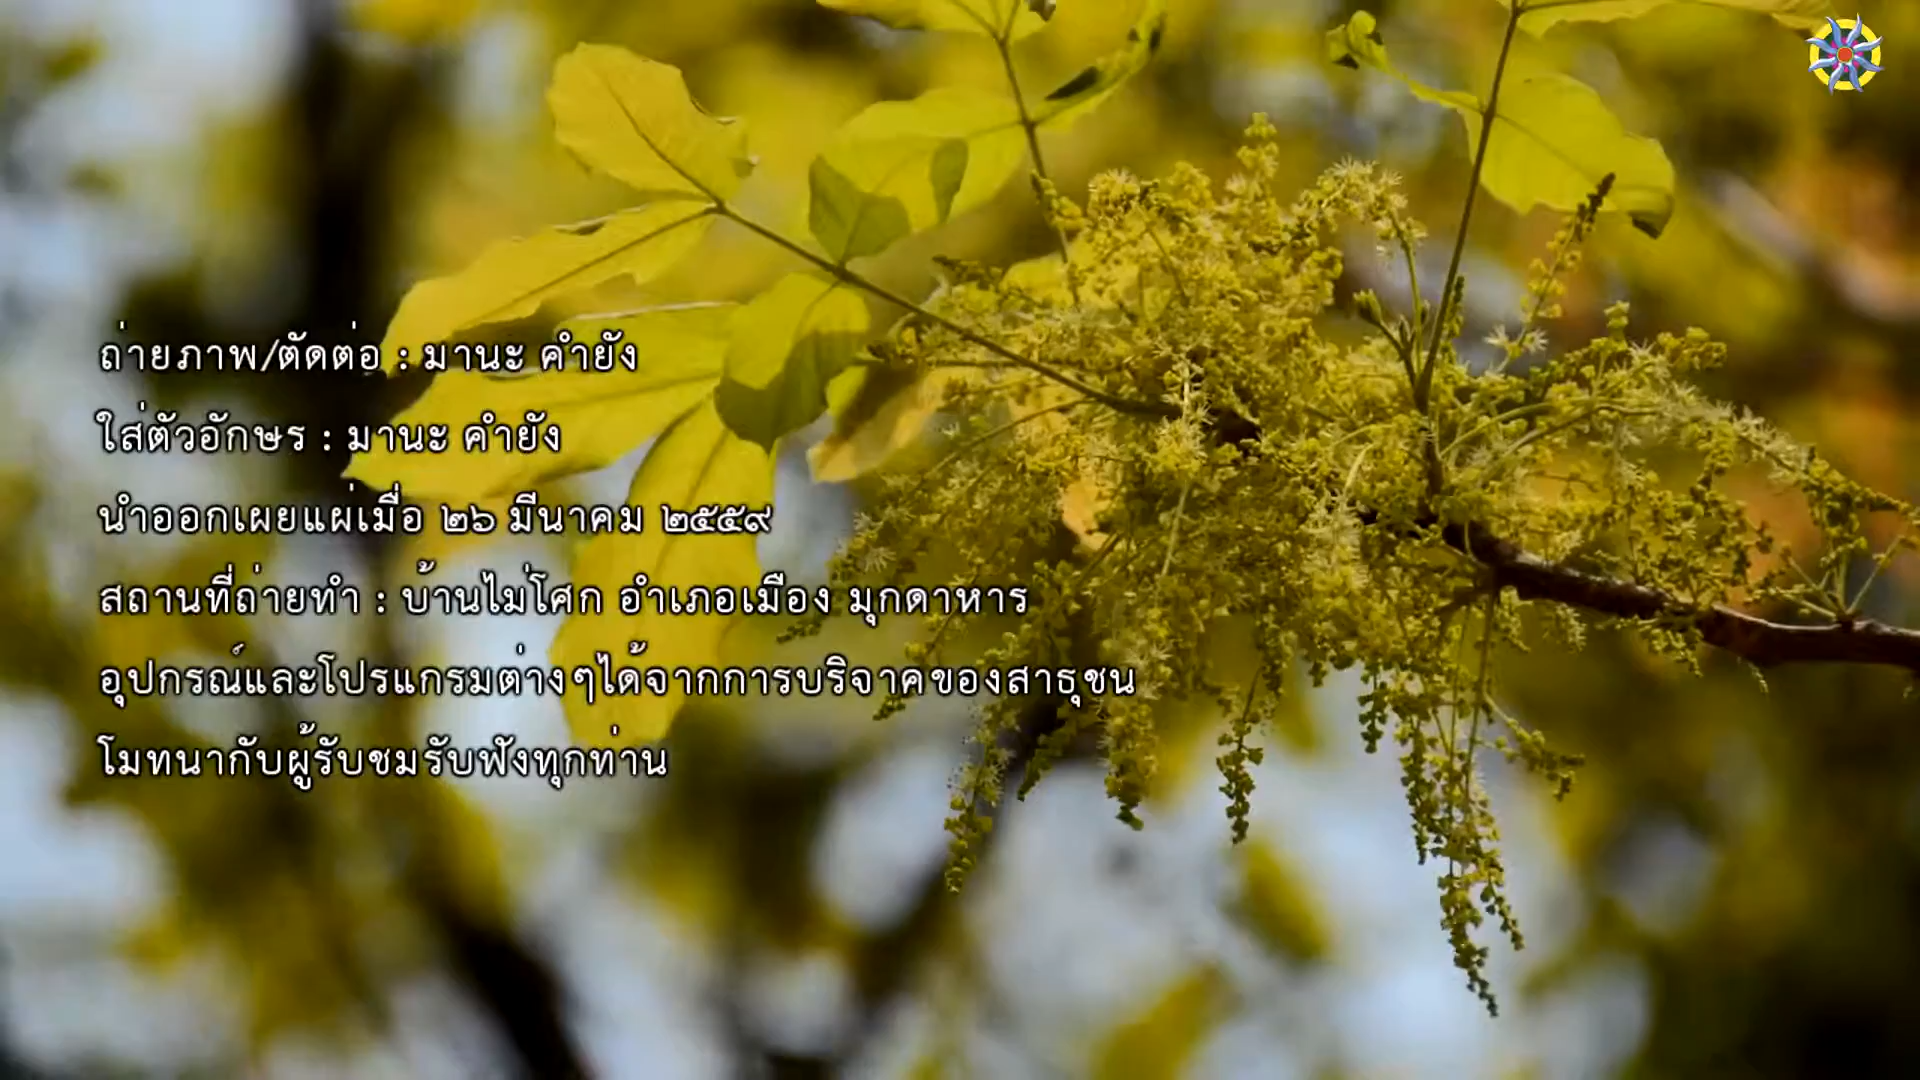 ถ่ายภาพ/ตัดต่อ : มานะ คำยัง
ใส่ตัวอักษร : มานะ คำยัง
นำออกเผยแผ่เมื่อ ๒๖ มีนาคม ๒๕๕๙
สถานที่ถ่ายทำ : บ้านไม่โศก อำเภอเมือง มุกดาหาร
อุปกรณ์และโปรแกรมต่างๆได้จากการบริจาคของสาธุชน
โมทนากับผู้รับชมรับฟังทุกท่าน